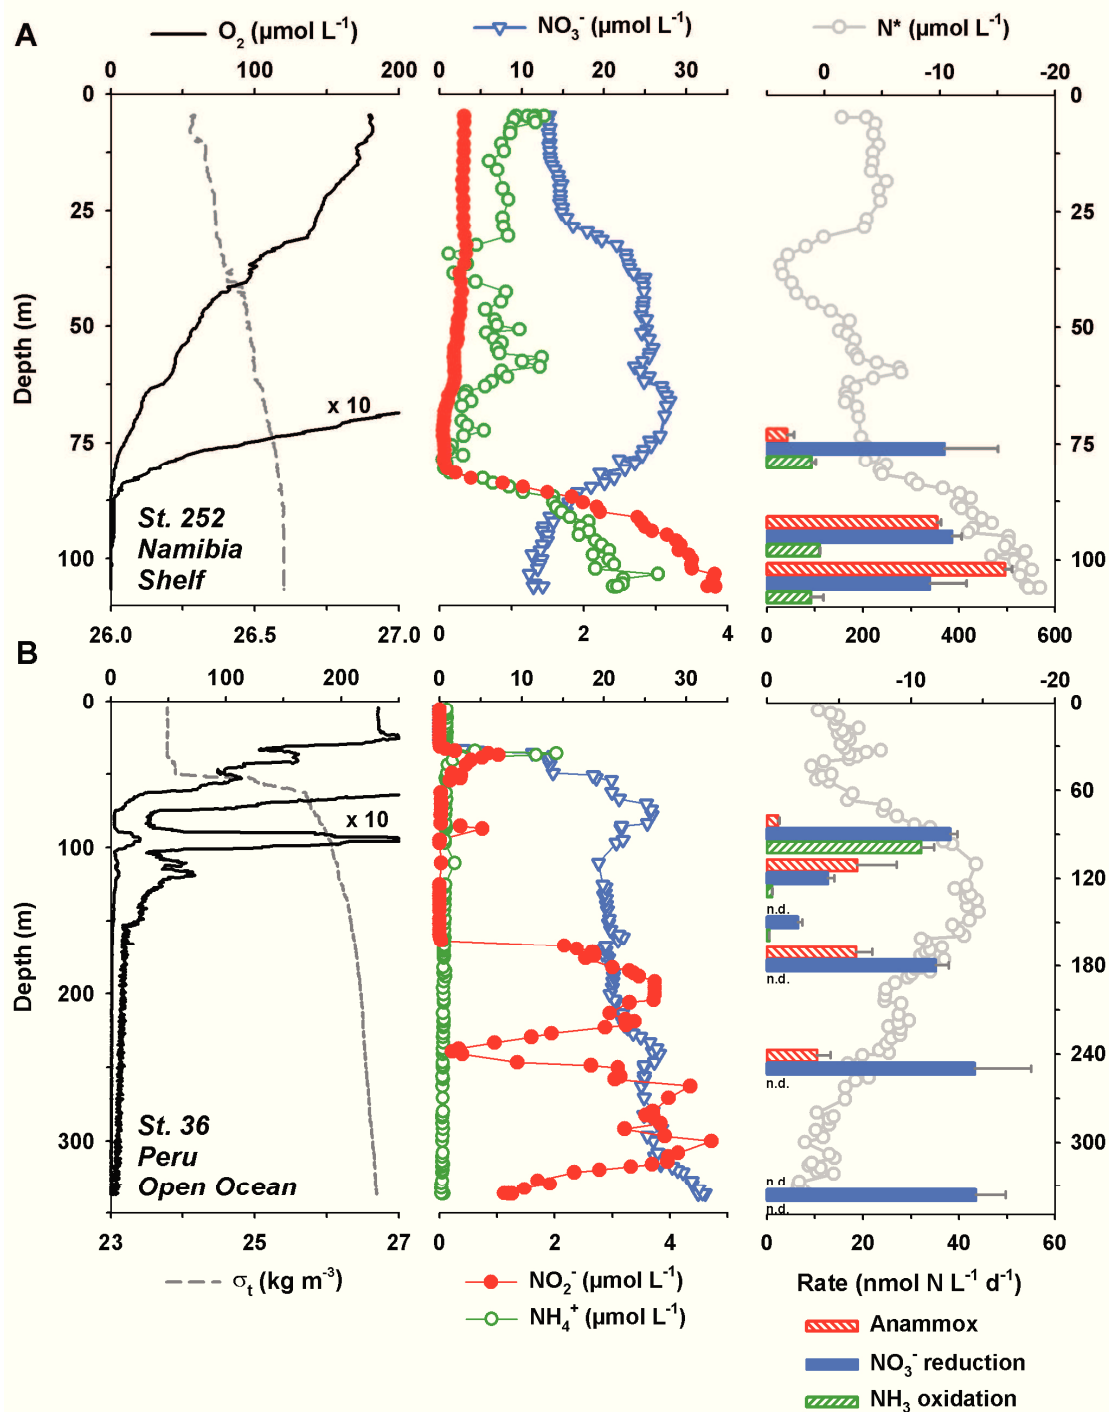 A
O₂ (μmol L⁻¹)
NO₃⁻ (μmol L⁻¹)
N* (μmol L⁻¹)
0 100 200
0 10 20 30
0 -10 -20
0
25
50
75
100
Depth (m)
x 10
St. 252
Namibia
Shelf
0
25
50
75
100
26.0 26.5 27.0
0 2 4
0 200 400 600
B
0 100 200
0 10 20 30
0 -10 -20
0
100
200
300
Depth (m)
x 10
St. 36
Peru
Open Ocean
n.d.
n.d.
n.d.
n.d.
n.d.
0
60
120
180
240
300
23 25 27
0 2 4
0 20 40 60
σt (kg m⁻³)
NO₂⁻ (μmol L⁻¹)
NH₄⁺ (μmol L⁻¹)
Rate (nmol N L⁻¹ d⁻¹)
Anammox
NO₃⁻ reduction
NH₃ oxidation